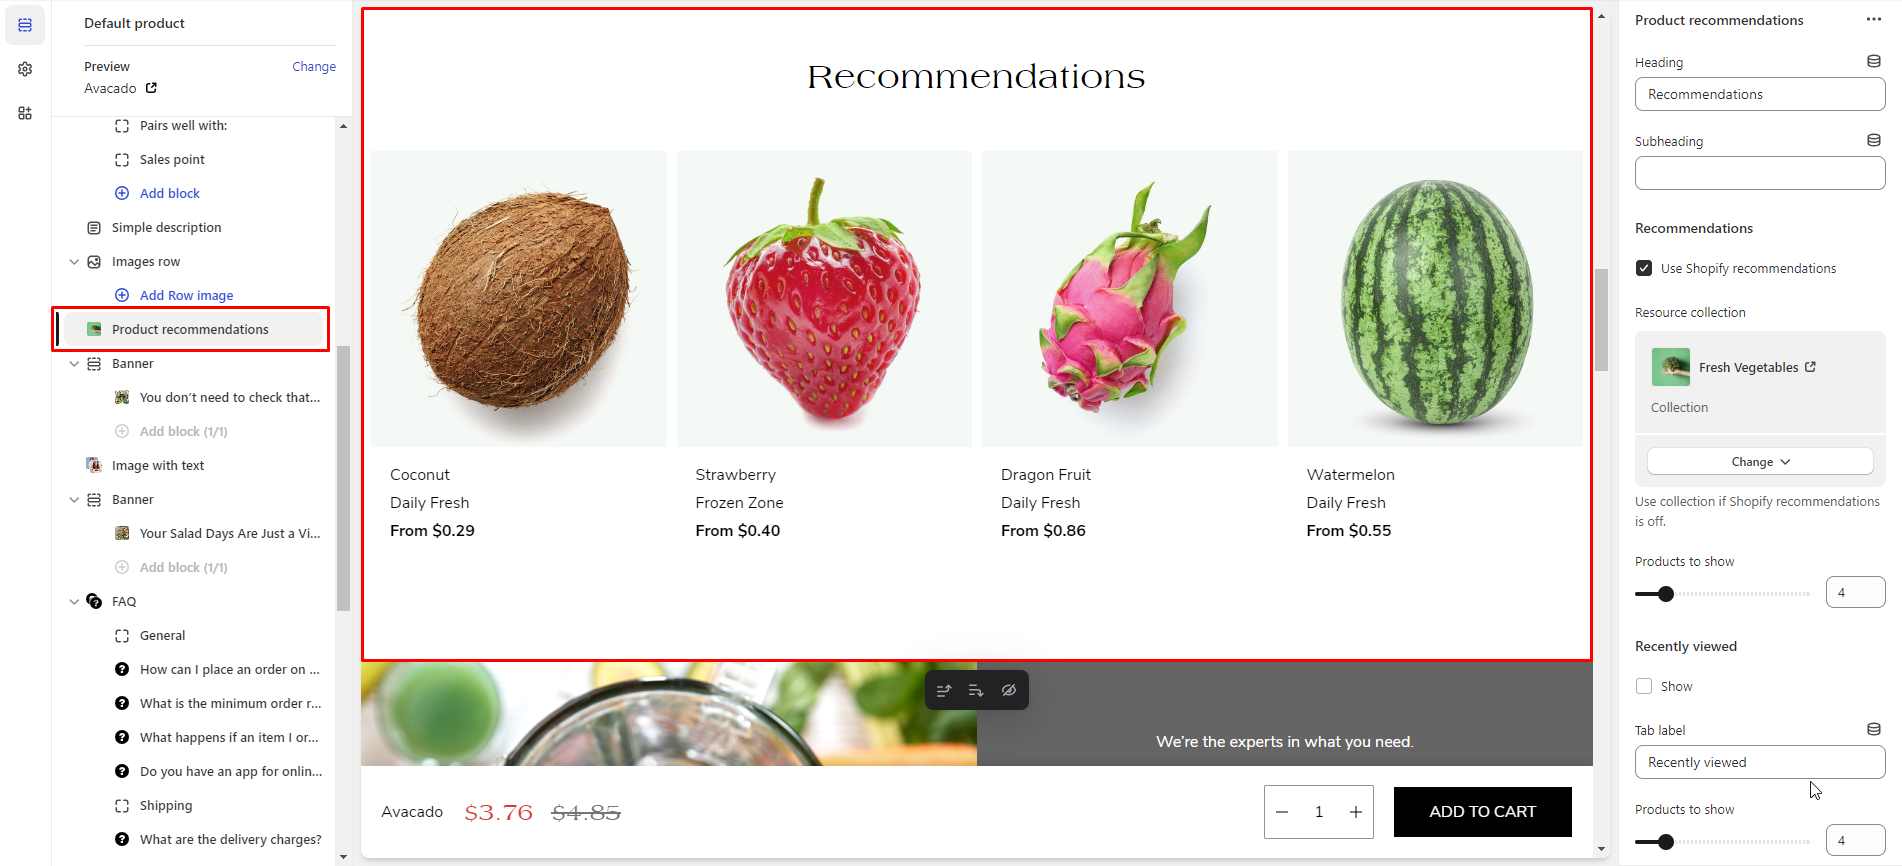 Default product
Preview
Change
Avacado
Pairs well with:
Sales point
Add block
Simple description
Images row
Add Row image
Product recommendations
Banner
You don’t need to check that...
Add block (1/1)
Image with text
Banner
Your Salad Days Are Just a Vi...
Add block (1/1)
FAQ
General
How can I place an order on ...
What is the minimum order r...
What happens if an item I or...
Do you have an app for onlin...
Shipping
What are the delivery charges?
Recommendations
Coconut
Daily Fresh
From $0.29
Strawberry
Frozen Zone
From $0.40
Dragon Fruit
Daily Fresh
From $0.86
Watermelon
Daily Fresh
From $0.55
We’re the experts in what you need.
Avacado $3.76 $4.85
1
ADD TO CART
Product recommendations
Heading
Recommendations
Subheading
Recommendations
Use Shopify recommendations
Resource collection
Fresh Vegetables
Collection
Change
Use collection if Shopify recommendations
is off.
Products to show
4
Recently viewed
Show
Tab label
Recently viewed
Products to show
4